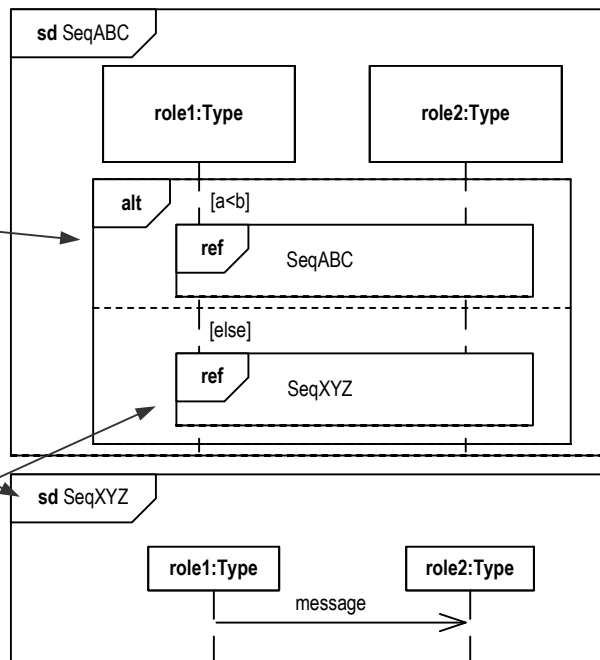 sd SeqABC
role1:Type
role2:Type
alt
[a<b]
ref
SeqABC
[else]
ref
SeqXYZ
sd SeqXYZ
role1:Type
role2:Type
message